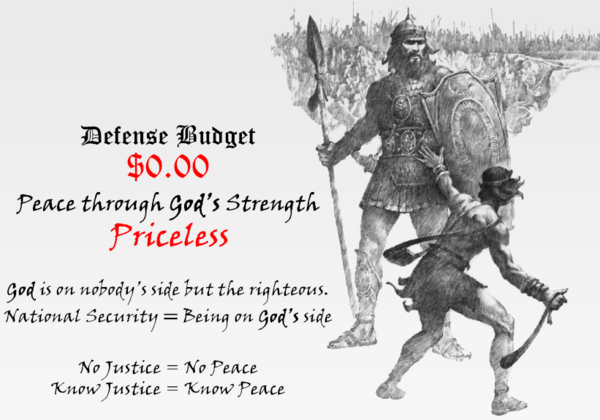 Defense Budget
$0.00
Peace through God's Strength
Priceless
God is on nobody's side but the righteous.
National Security = Being on God's side
No Justice = No Peace
Know Justice = Know Peace